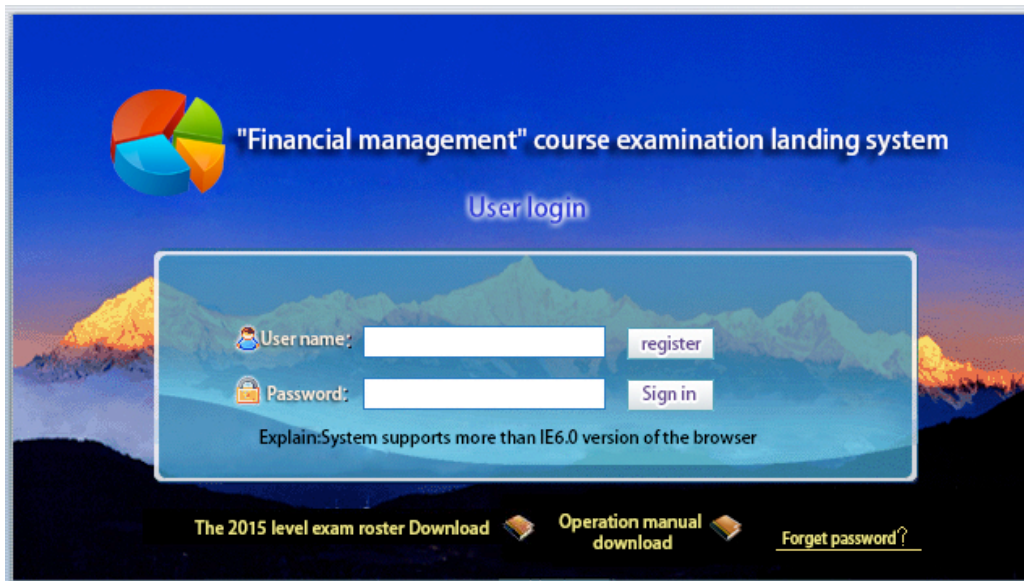 "Financial management" course examination landing system
User login
User name:
register
Password:
Sign in
Explain:System supports more than IE6.0 version of the browser
The 2015 level exam roster Download
Operation manual
download
Forget password?